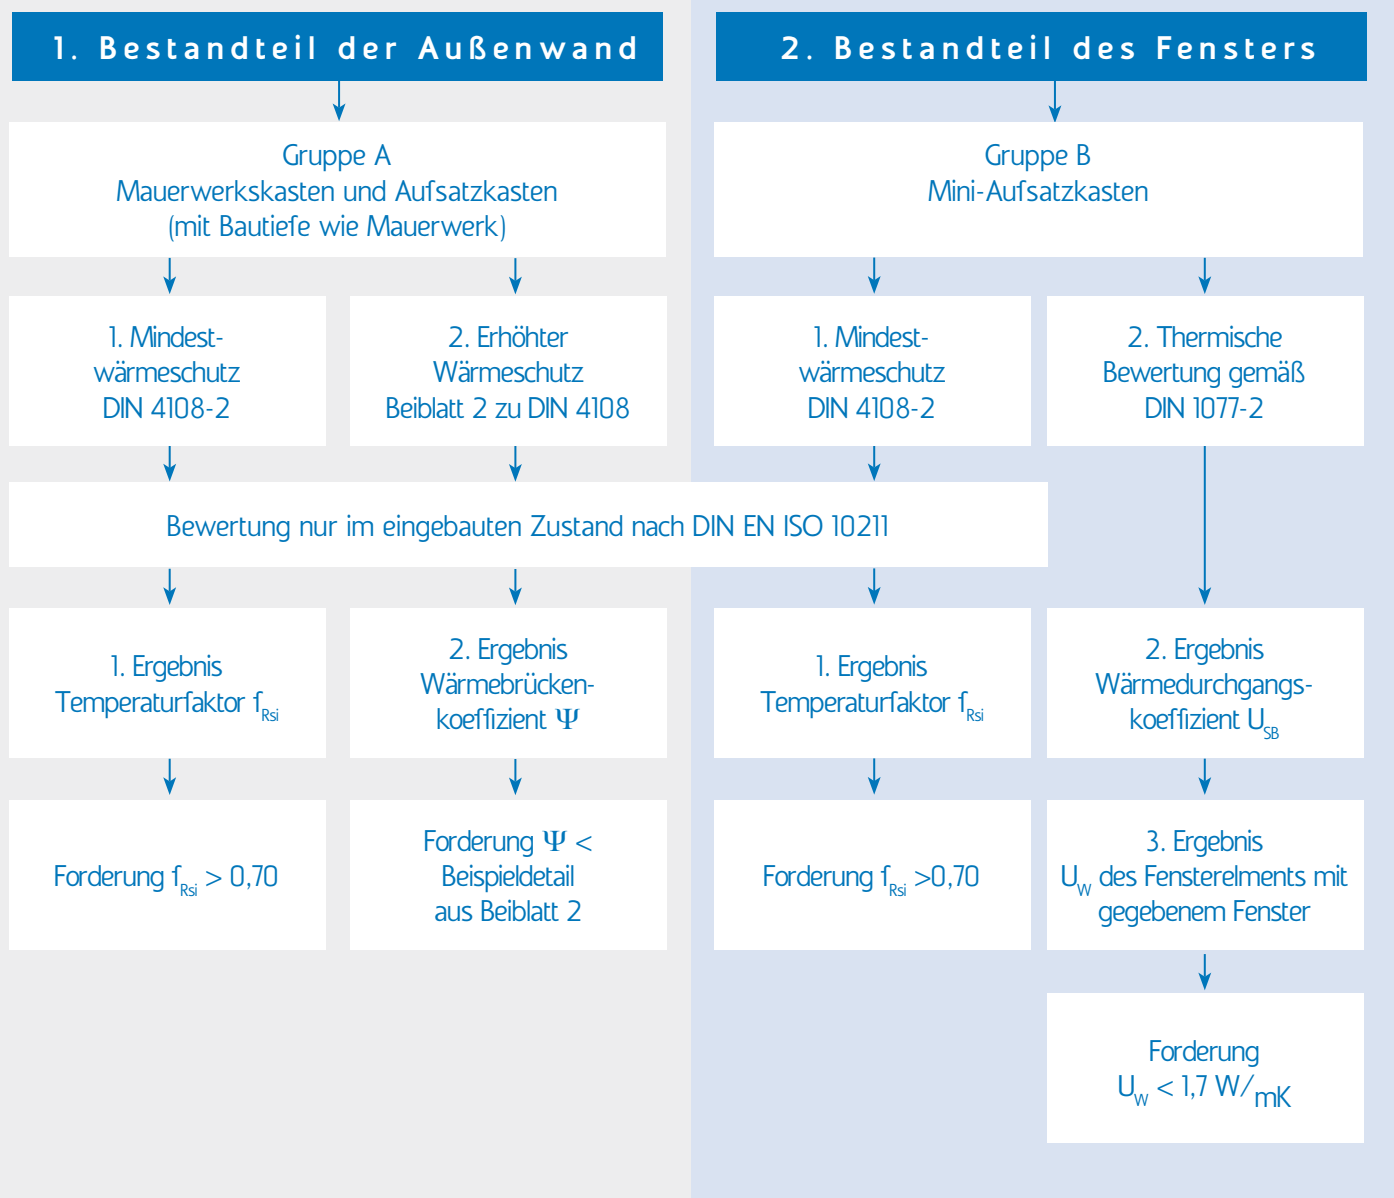 1. Bestandteil der Außenwand
2. Bestandteil des Fensters
Gruppe A
Mauerwerkskasten und Aufsatzkasten
(mit Bautiefe wie Mauerwerk)
Gruppe B
Mini-Aufsatzkasten
1. Mindest-
wärmeschutz
DIN 4108-2
2. Erhöhter
Wärmeschutz
Beiblatt 2 zu DIN 4108
1. Mindest-
wärmeschutz
DIN 4108-2
2. Thermische
Bewertung gemäß
DIN 1077-2
Bewertung nur im eingebauten Zustand nach DIN EN ISO 10211
1. Ergebnis
Temperaturfaktor fRsi
2. Ergebnis
Wärmebrücken-
koeffizient Ψ
1. Ergebnis
Temperaturfaktor fRsi
2. Ergebnis
Wärmedurchgangs-
koeffizient USB
Forderung fRsi > 0,70
Forderung Ψ <
Beispieldetail
aus Beiblatt 2
Forderung fRsi >0,70
3. Ergebnis
UW des Fensterelments mit
gegebenem Fenster
Forderung
UW < 1,7 W/mK